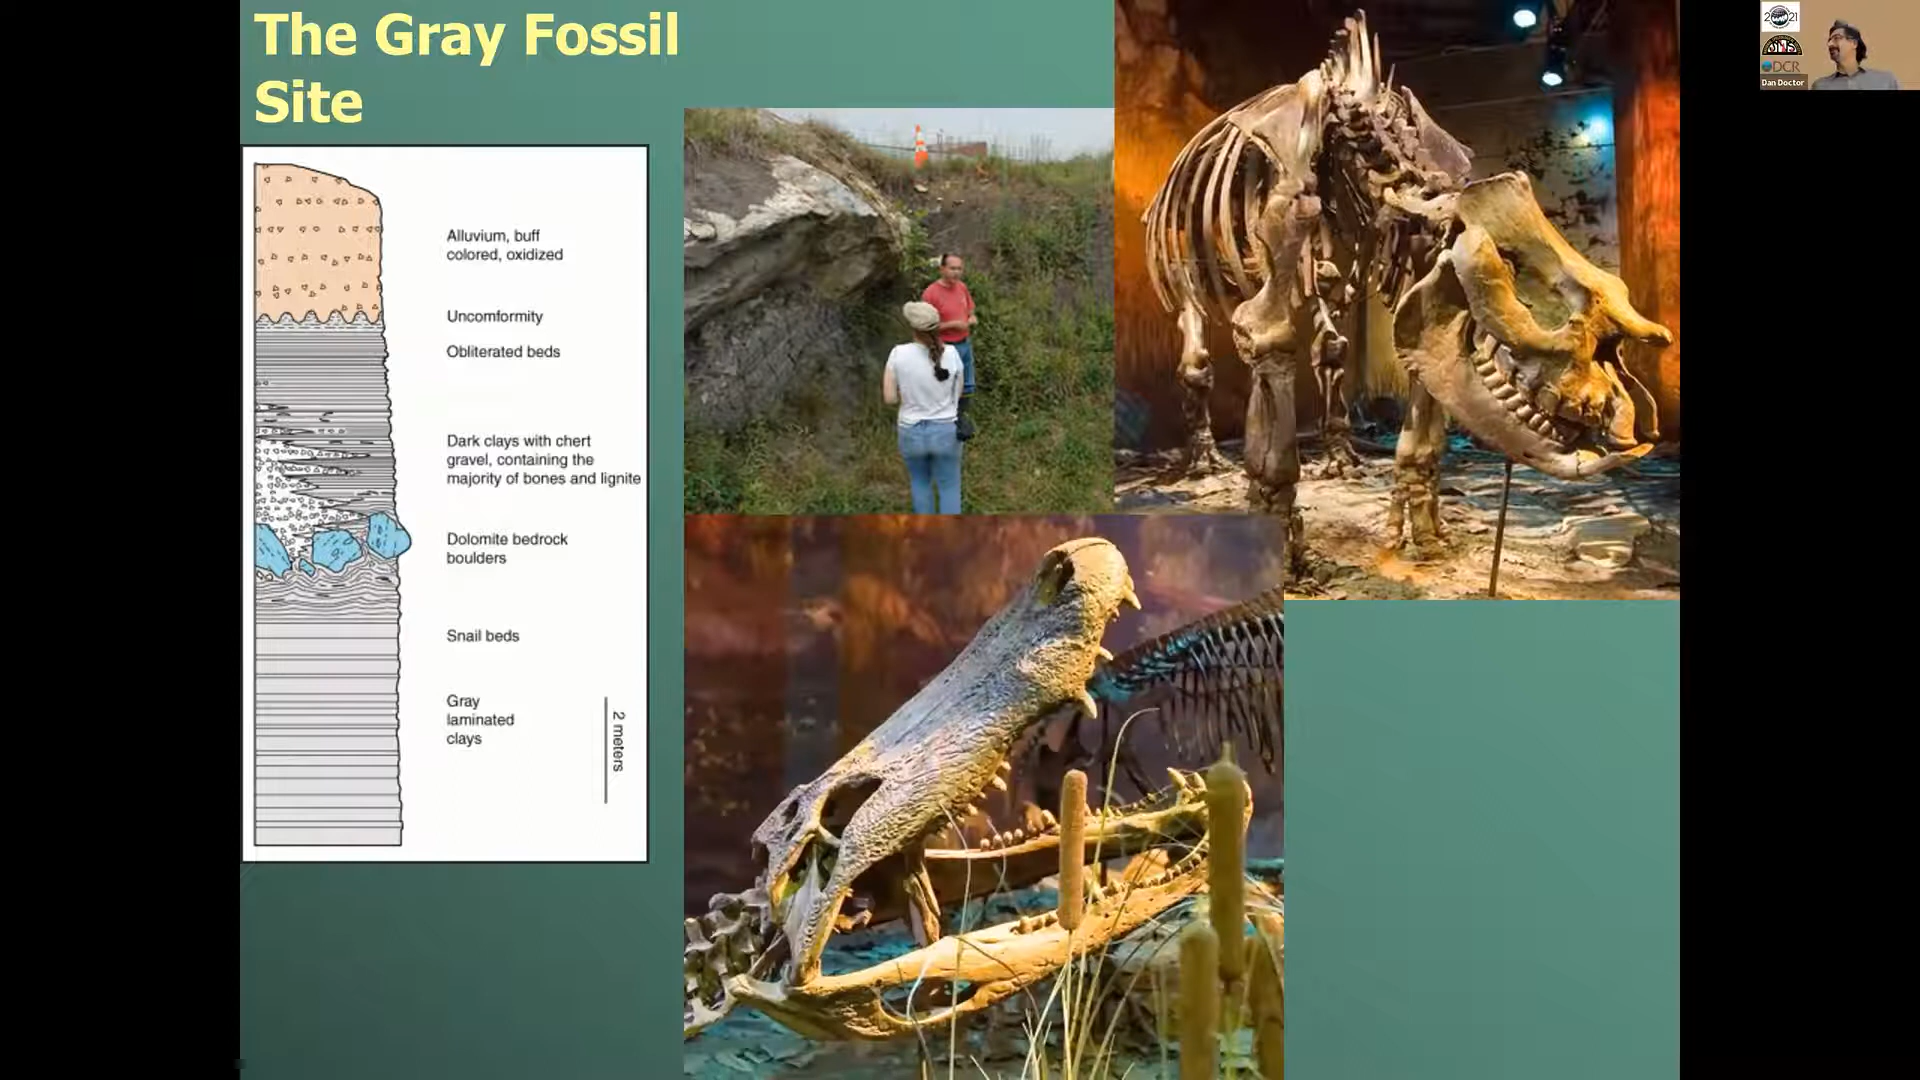 The Gray Fossil
Site
Alluvium, buff
colored, oxidized
Uncomformity
Obliterated beds
Dark clays with chert
gravel, containing the
majority of bones and lignite
Dolomite bedrock
boulders
Snail beds
Gray
laminated
clays
2 meters
2021
DCR
Dan Doctor